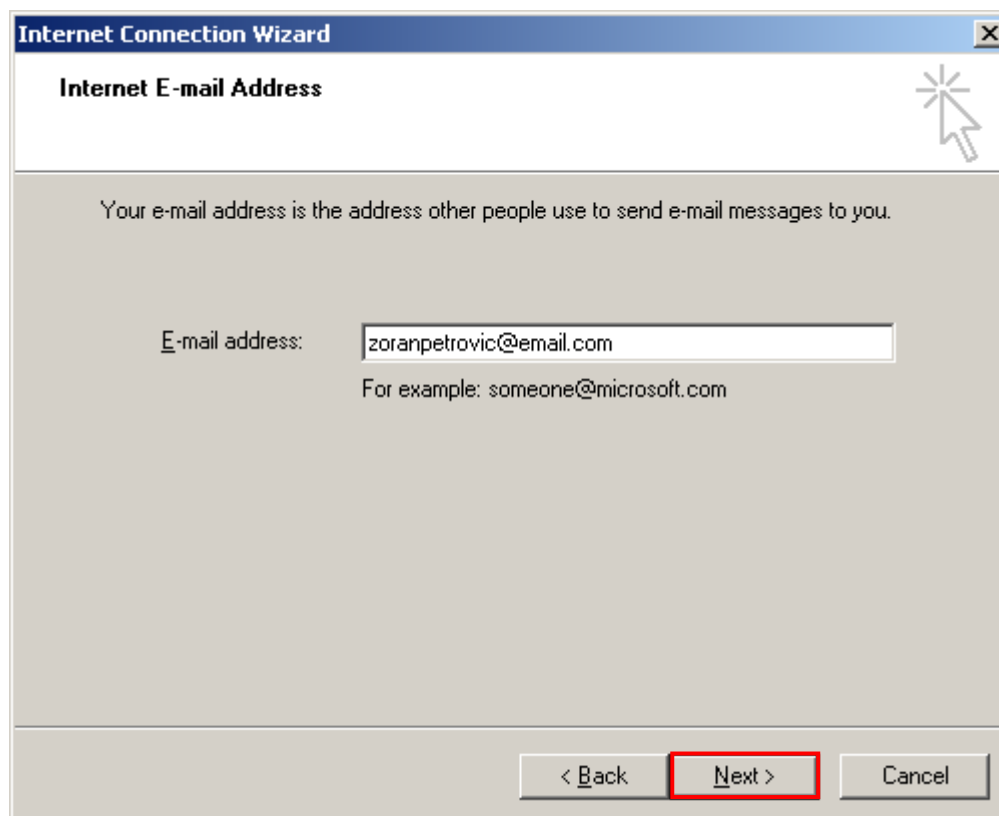 Internet Connection Wizard
Internet E-mail Address
Your e-mail address is the address other people use to send e-mail messages to you.
E-mail address: zoranpetrovic@email.com
For example: someone@microsoft.com
< Back Next > Cancel